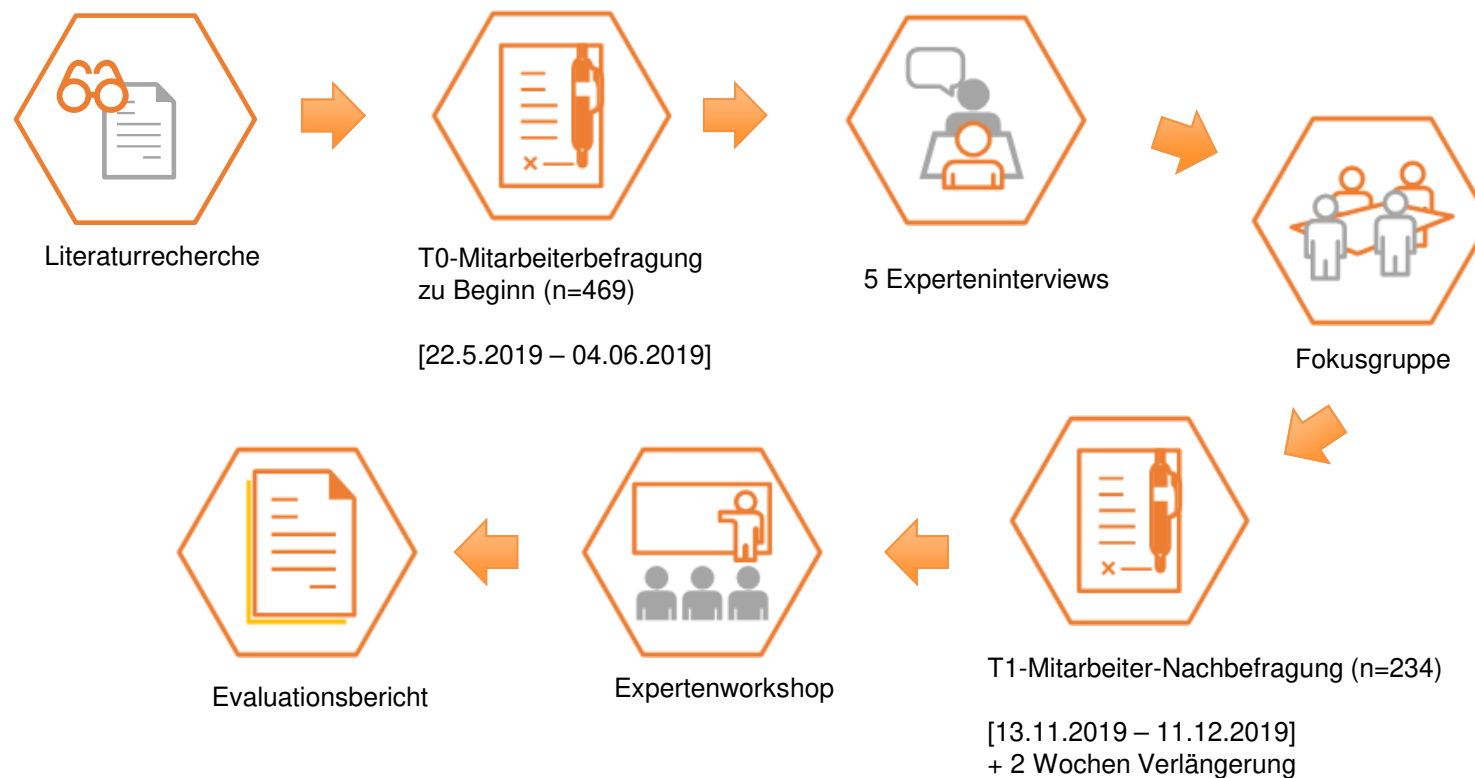 Literaturrecherche
T0-Mitarbeiterbefragung
zu Beginn (n=469)
[22.5.2019 – 04.06.2019]
5 Experteninterviews
Fokusgruppe
T1-Mitarbeiter-Nachbefragung (n=234)
[13.11.2019 – 11.12.2019]
+ 2 Wochen Verlängerung
Expertenworkshop
Evaluationsbericht